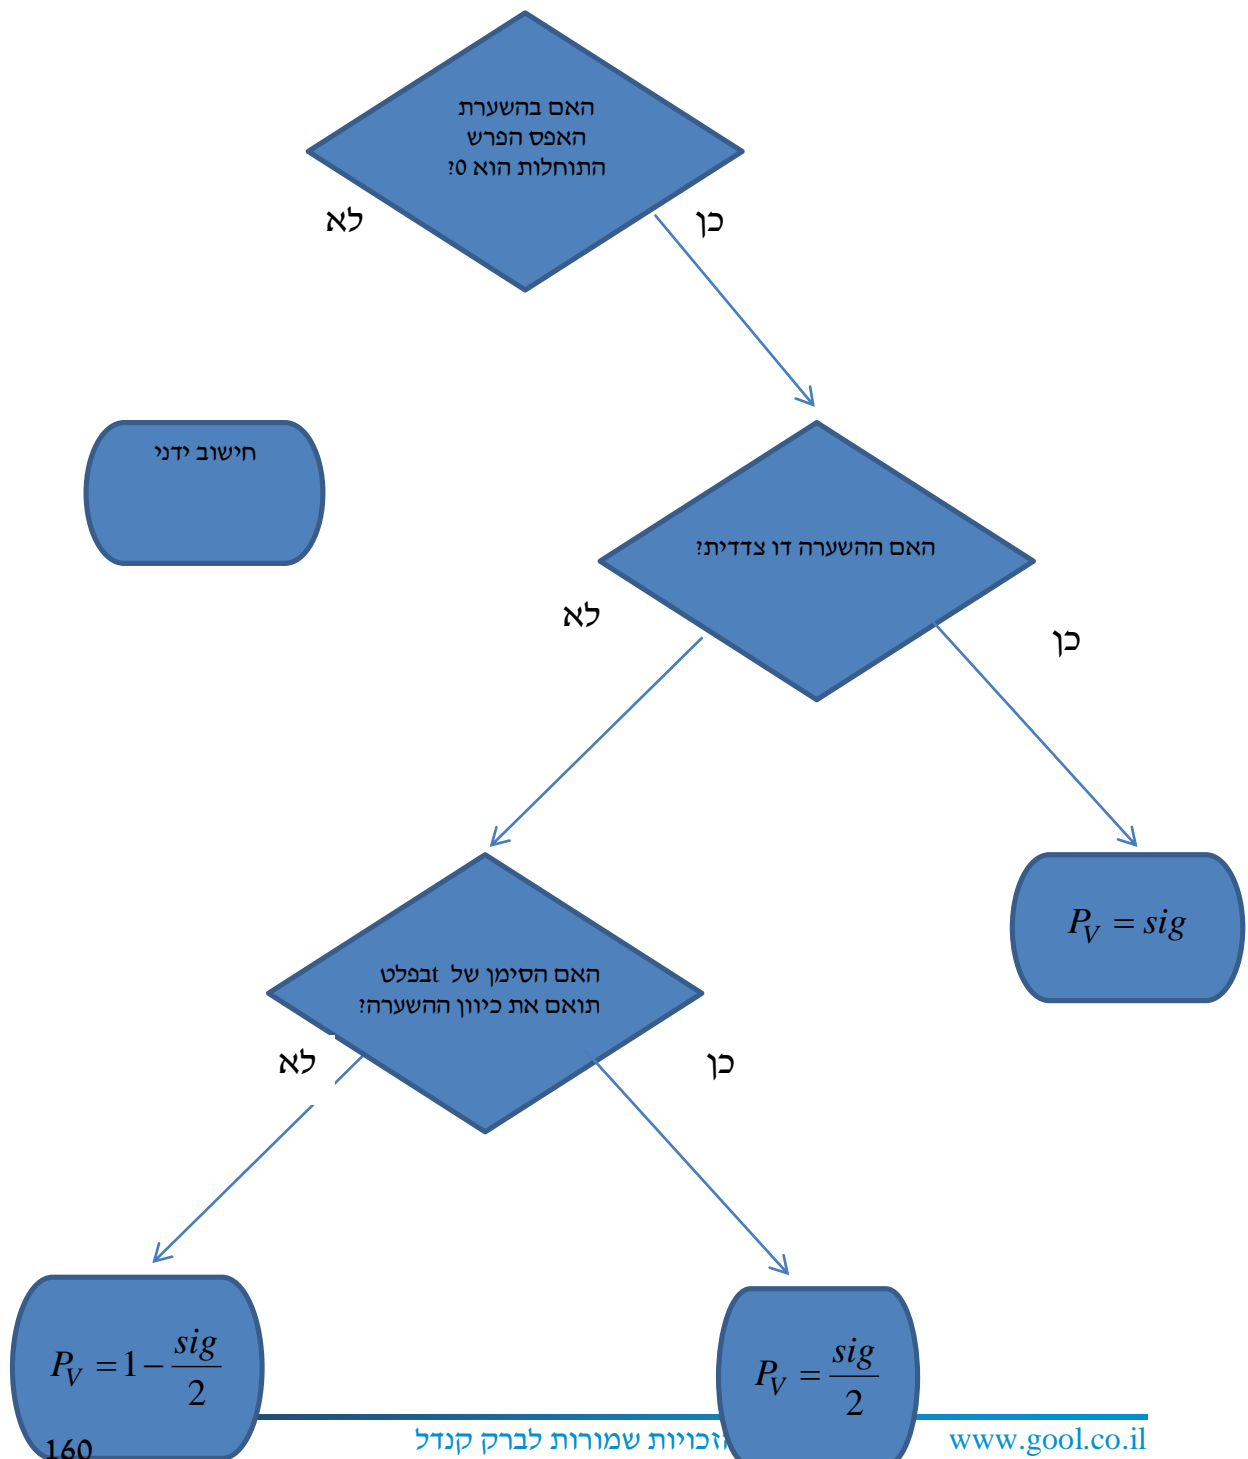 האם בהשערת
האפס הפרש
התוחלות הוא 0?
לא
כן
חישוב ידני
האם ההשערה דו צדדית?
לא
כן
P_V = sig
האם הסימן של t בפלט
תואם את כיוון ההשערה?
לא
כן
P_V = 1 − sig/2
P_V = sig/2
160
הזכויות שמורות לברק קנדל
www.gool.co.il